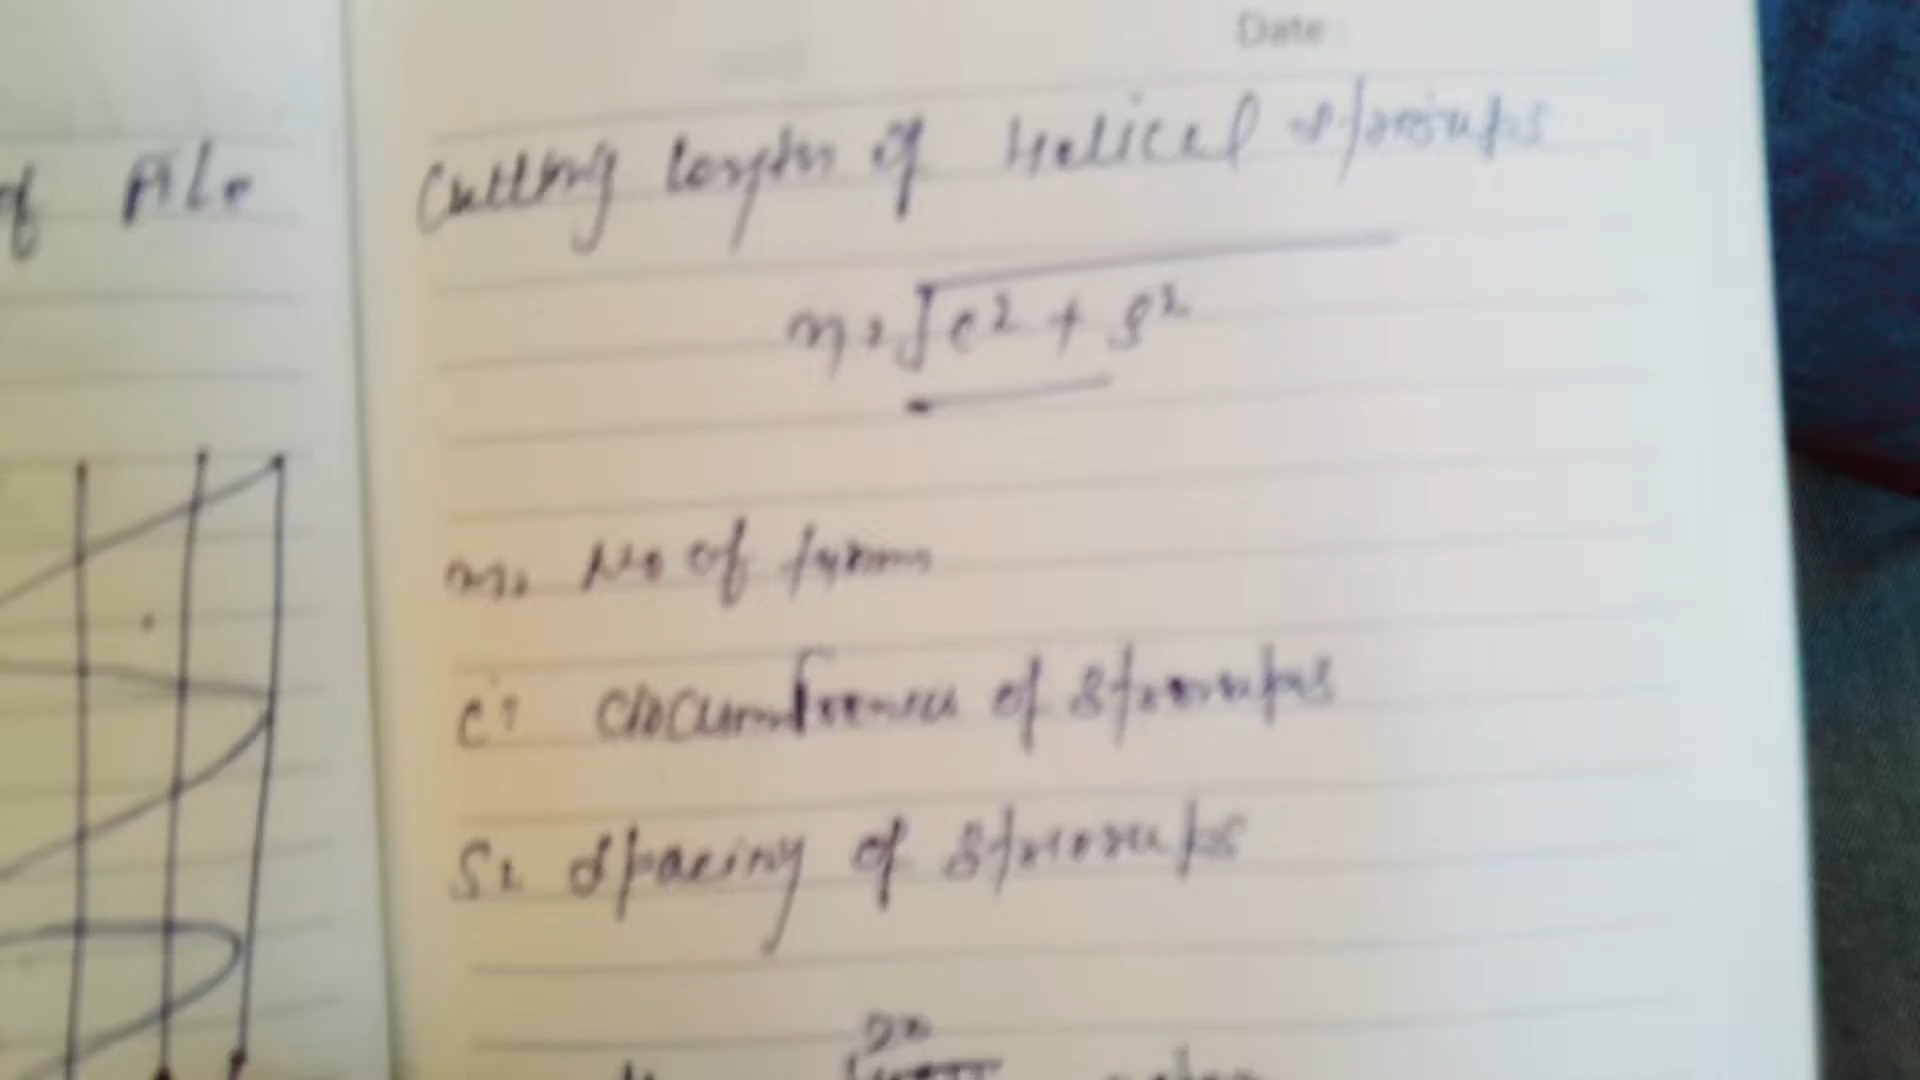 Date :
of Pile
Cutting length of Helical stirrups
n × √c² + s²
n = No of turns
c = circumference of stirrups
S = Spacing of stirrups
20